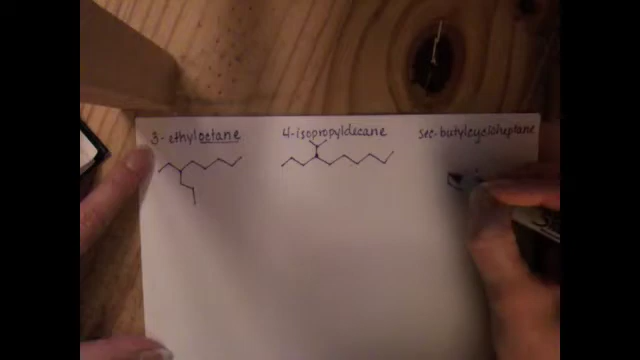 3-ethyloctane
4-isopropyldecane
sec-butylcycloheptane